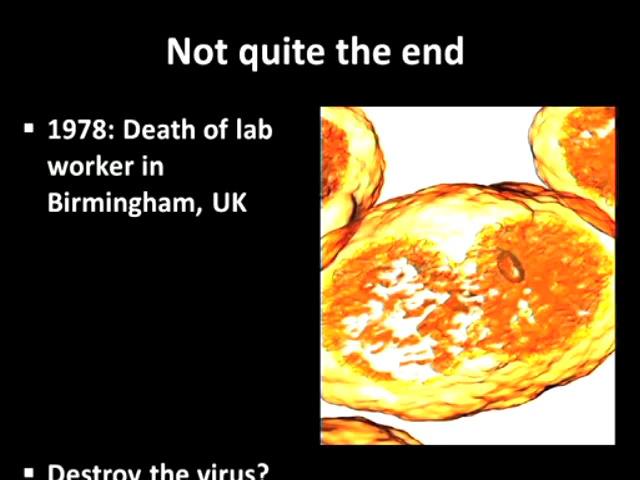 Not quite the end
▪ 1978: Death of lab
worker in
Birmingham, UK
▪ Destroy the virus?